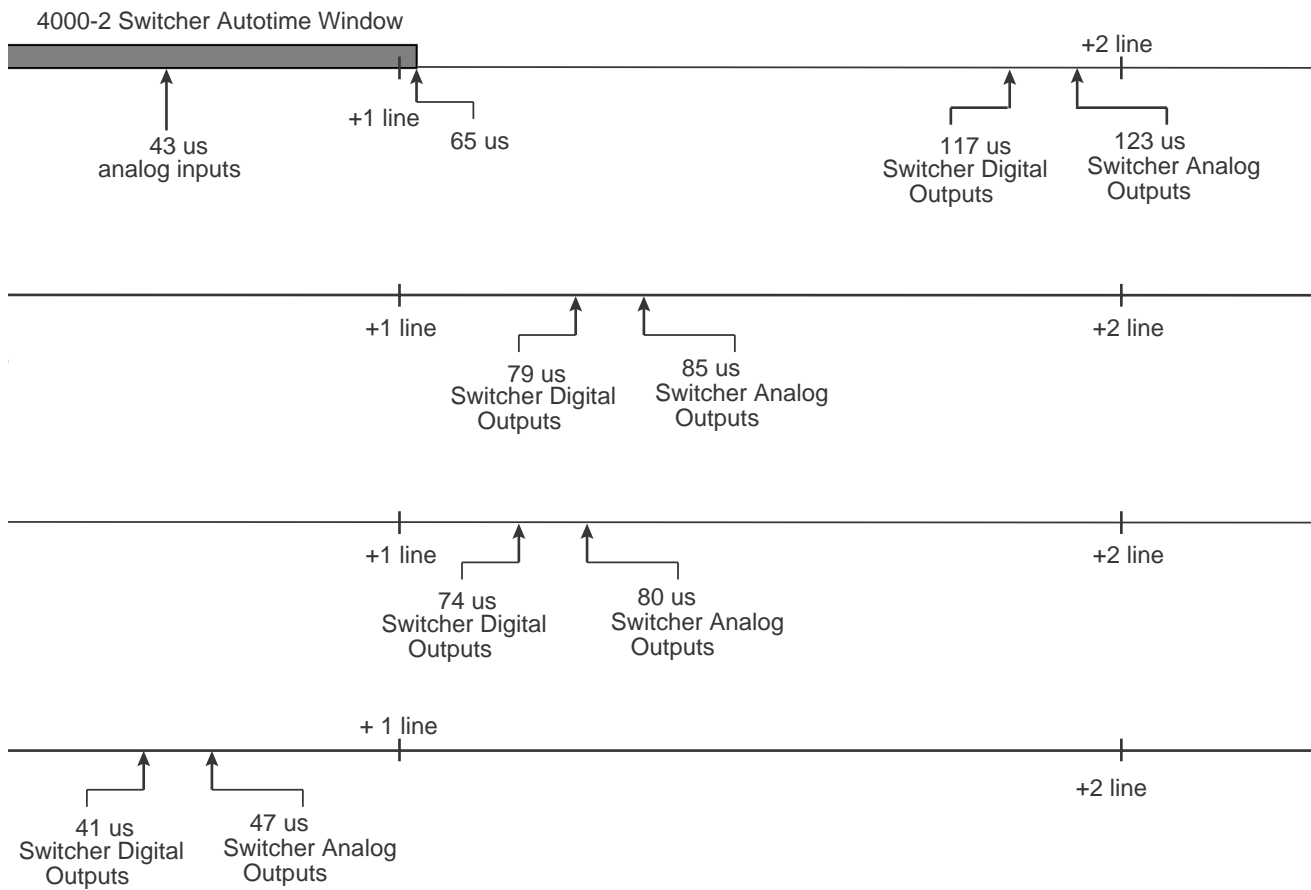 4000-2 Switcher Autotime Window
+2 line
+1 line
43 us
analog inputs
65 us
117 us
Switcher Digital
Outputs
123 us
Switcher Analog
Outputs
+1 line
+2 line
79 us
Switcher Digital
Outputs
85 us
Switcher Analog
Outputs
+1 line
+2 line
74 us
Switcher Digital
Outputs
80 us
Switcher Analog
Outputs
+ 1 line
+2 line
41 us
Switcher Digital
Outputs
47 us
Switcher Analog
Outputs